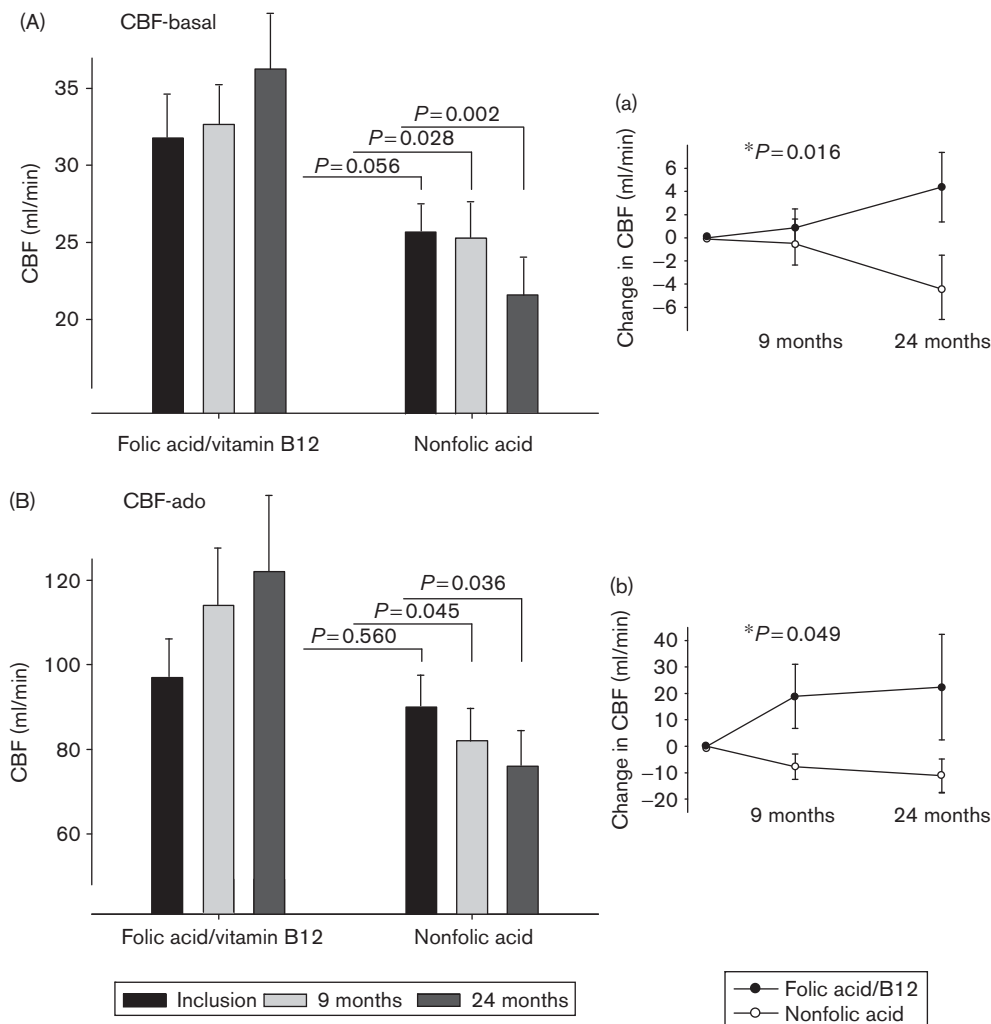 (A)
CBF-basal
CBF (ml/min)
35
30
25
20
P=0.002
P=0.028
P=0.056
Folic acid/vitamin B12
Nonfolic acid
(a)
*P=0.016
Change in CBF (ml/min)
6
4
2
0
−2
−4
−6
9 months
24 months
(B)
CBF-ado
CBF (ml/min)
120
100
80
60
P=0.036
P=0.045
P=0.560
Folic acid/vitamin B12
Nonfolic acid
(b)
*P=0.049
Change in CBF (ml/min)
40
30
20
10
0
−10
−20
9 months
24 months
Inclusion
9 months
24 months
Folic acid/B12
Nonfolic acid